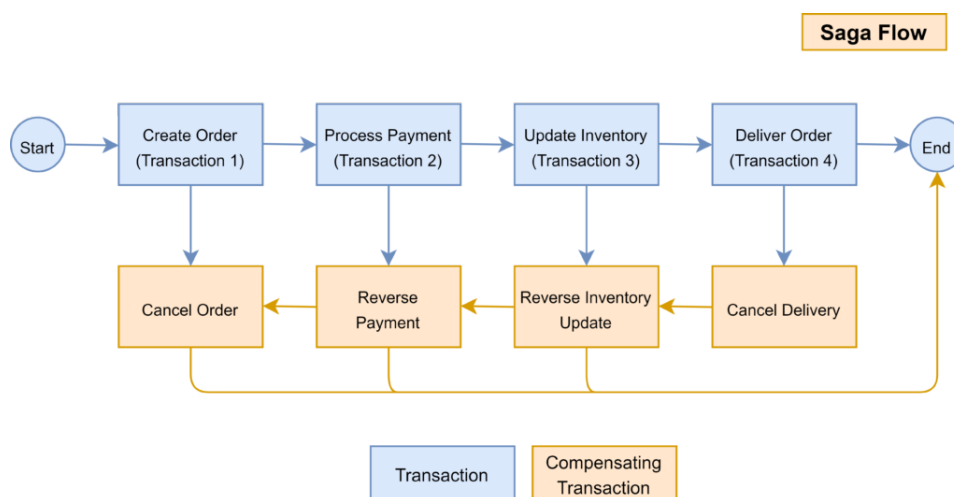 Saga Flow
Start
Create Order
(Transaction 1)
Process Payment
(Transaction 2)
Update Inventory
(Transaction 3)
Deliver Order
(Transaction 4)
End
Cancel Order
Reverse
Payment
Reverse Inventory
Update
Cancel Delivery
Transaction
Compensating
Transaction